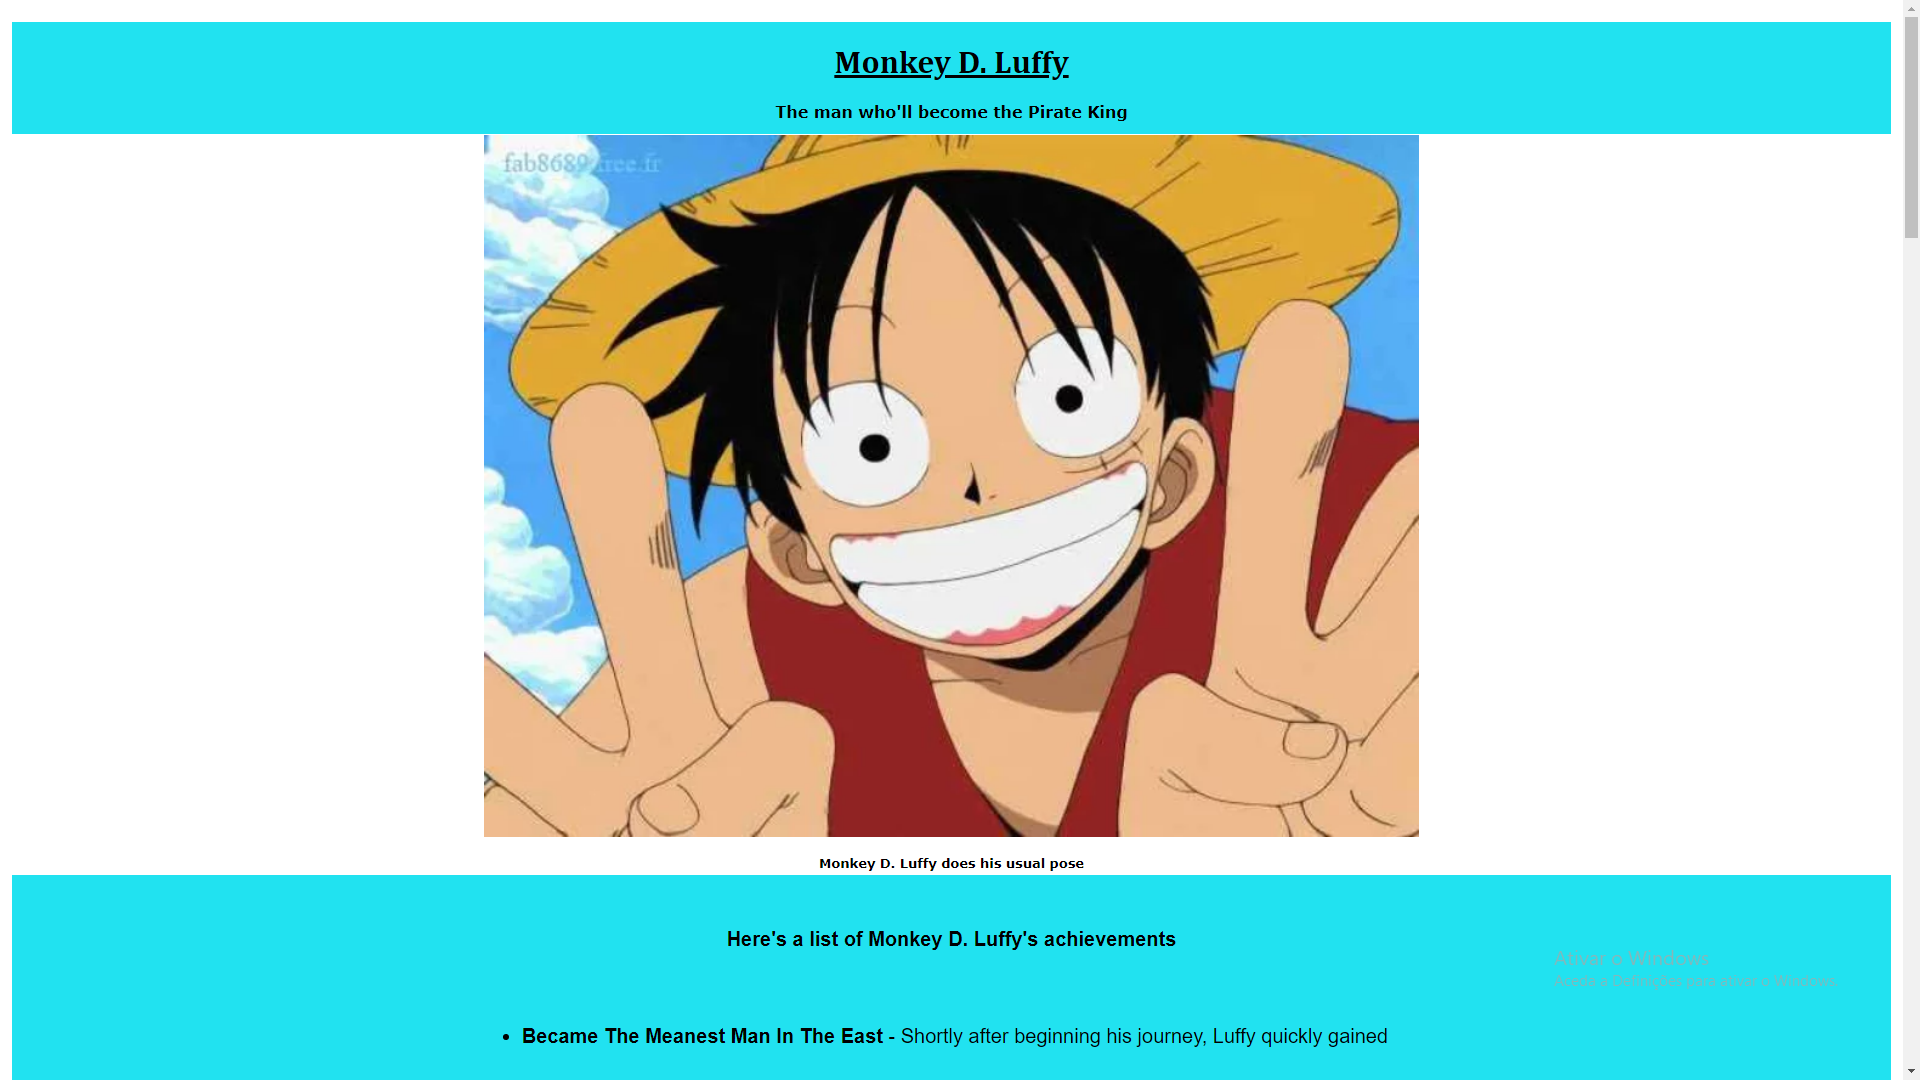 Monkey D. Luffy
The man who'll become the Pirate King
fab8689.free.fr
Monkey D. Luffy does his usual pose
Here's a list of Monkey D. Luffy's achievements
Ativar o Windows
Aceda a Definições para ativar o Windows.
• Became The Meanest Man In The East - Shortly after beginning his journey, Luffy quickly gained